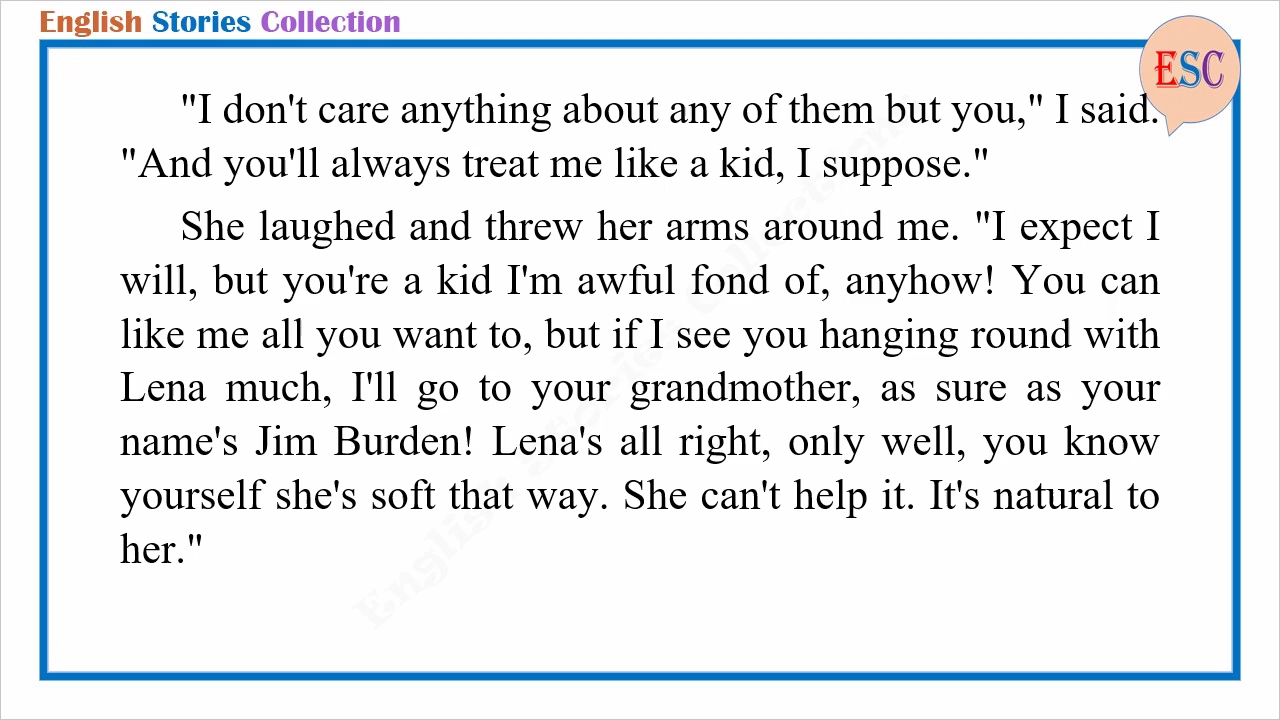 English Stories Collection
ESC
"I don't care anything about any of them but you," I said.
"And you'll always treat me like a kid, I suppose."
She laughed and threw her arms around me. "I expect I
will, but you're a kid I'm awful fond of, anyhow! You can
like me all you want to, but if I see you hanging round with
Lena much, I'll go to your grandmother, as sure as your
name's Jim Burden! Lena's all right, only well, you know
yourself she's soft that way. She can't help it. It's natural to
her."
English Stories Collection